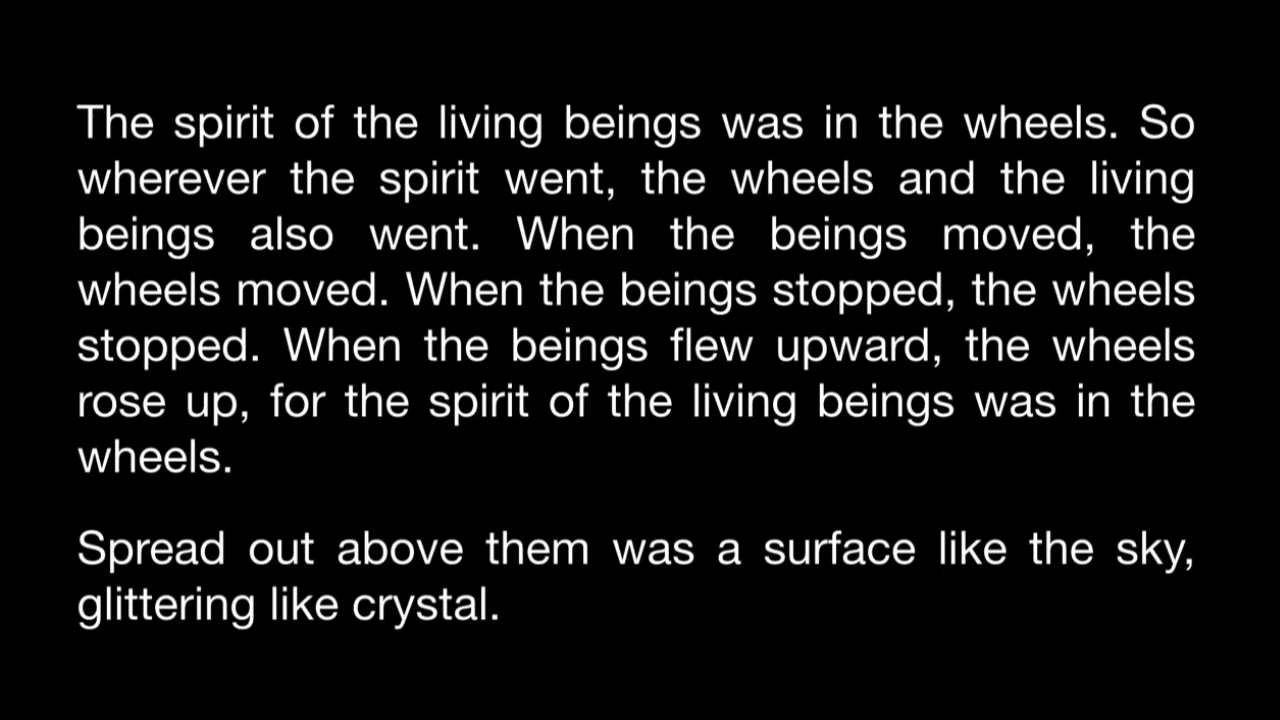 The spirit of the living beings was in the wheels. So
wherever the spirit went, the wheels and the living
beings also went. When the beings moved, the
wheels moved. When the beings stopped, the wheels
stopped. When the beings flew upward, the wheels
rose up, for the spirit of the living beings was in the
wheels.
Spread out above them was a surface like the sky,
glittering like crystal.